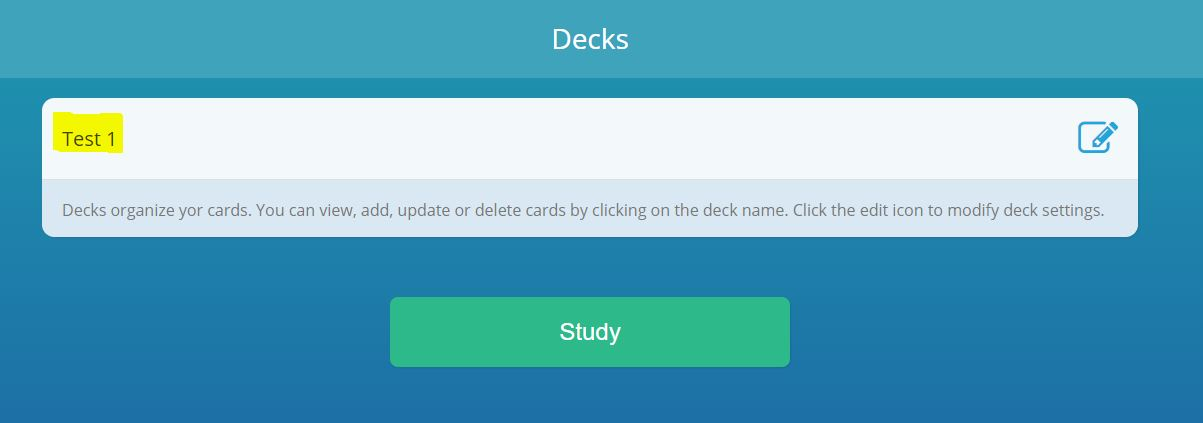 Decks
Test 1
Decks organize yor cards. You can view, add, update or delete cards by clicking on the deck name. Click the edit icon to modify deck settings.
Study